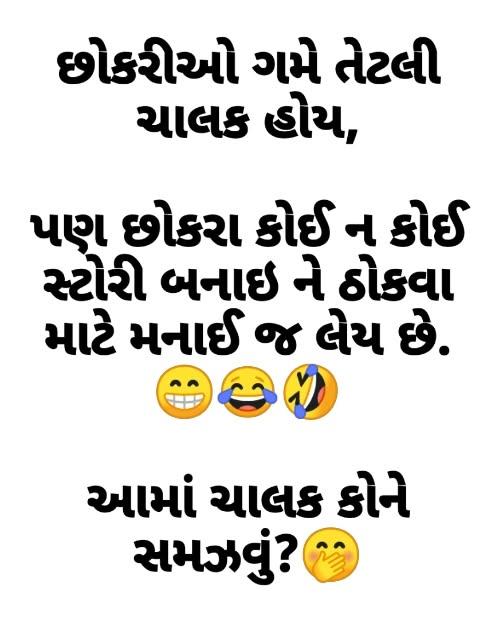 છોકરીઓ ગમે તેટલી
ચાલક હોય,
પણ છોકરા કોઈ ન કોઈ
સ્ટોરી બનાઇ ને ઠોકવા
માટે મનાઈ જ લેય છે.
😁😂🤣
આમાં ચાલક કોને
સમઝવું?🤭